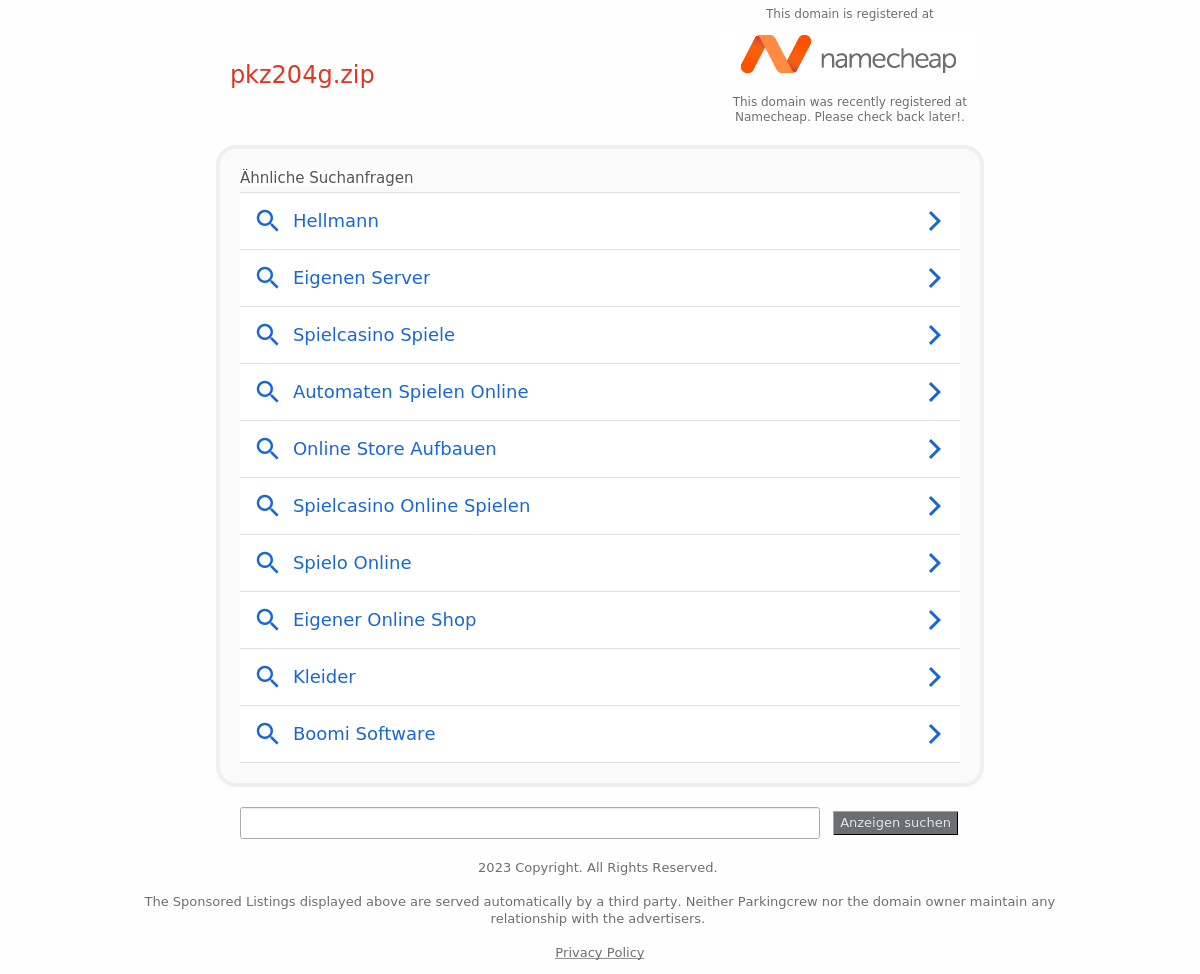 This domain is registered at
namecheap
pkz204g.zip
This domain was recently registered at
Namecheap. Please check back later!.
Ähnliche Suchanfragen
Hellmann
Eigenen Server
Spielcasino Spiele
Automaten Spielen Online
Online Store Aufbauen
Spielcasino Online Spielen
Spielo Online
Eigener Online Shop
Kleider
Boomi Software
Anzeigen suchen
2023 Copyright. All Rights Reserved.
The Sponsored Listings displayed above are served automatically by a third party. Neither Parkingcrew nor the domain owner maintain any
relationship with the advertisers.
Privacy Policy